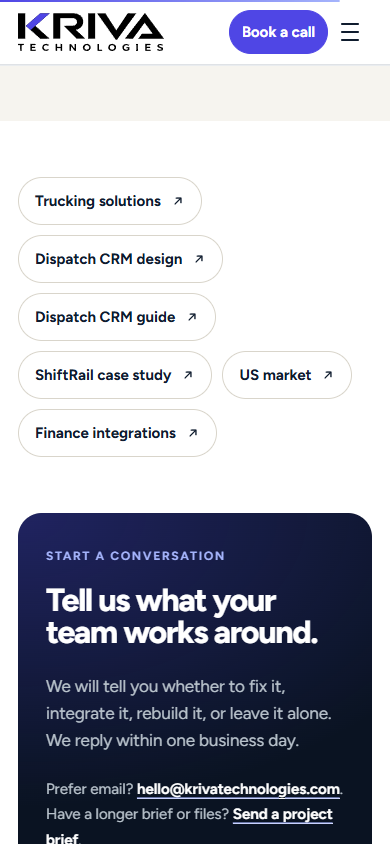 KRIVA
TECHNOLOGIES
Book a call
Trucking solutions
Dispatch CRM design
Dispatch CRM guide
ShiftRail case study
US market
Finance integrations
START A CONVERSATION
Tell us what your
team works around.
We will tell you whether to fix it,
integrate it, rebuild it, or leave it alone.
We reply within one business day.
Prefer email? hello@krivatechnologies.com.
Have a longer brief or files? Send a project
brief.